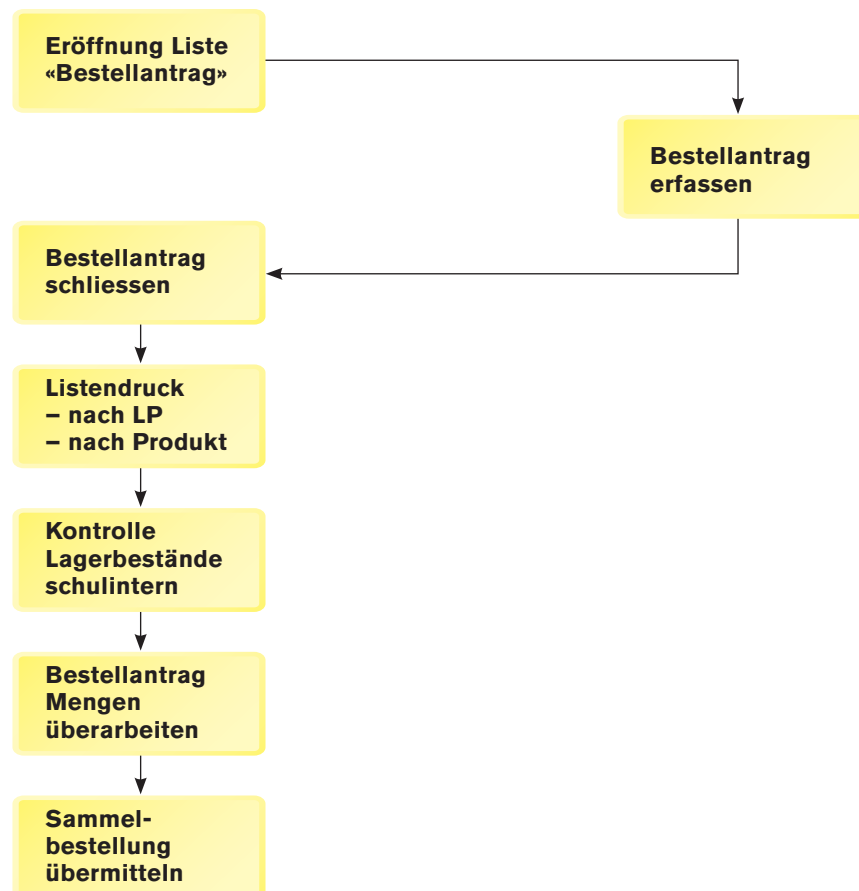 Eröffnung Liste
«Bestellantrag»
Bestellantrag
erfassen
Bestellantrag
schliessen
Listendruck
– nach LP
– nach Produkt
Kontrolle
Lagerbestände
schulintern
Bestellantrag
Mengen
überarbeiten
Sammel-
bestellung
übermitteln